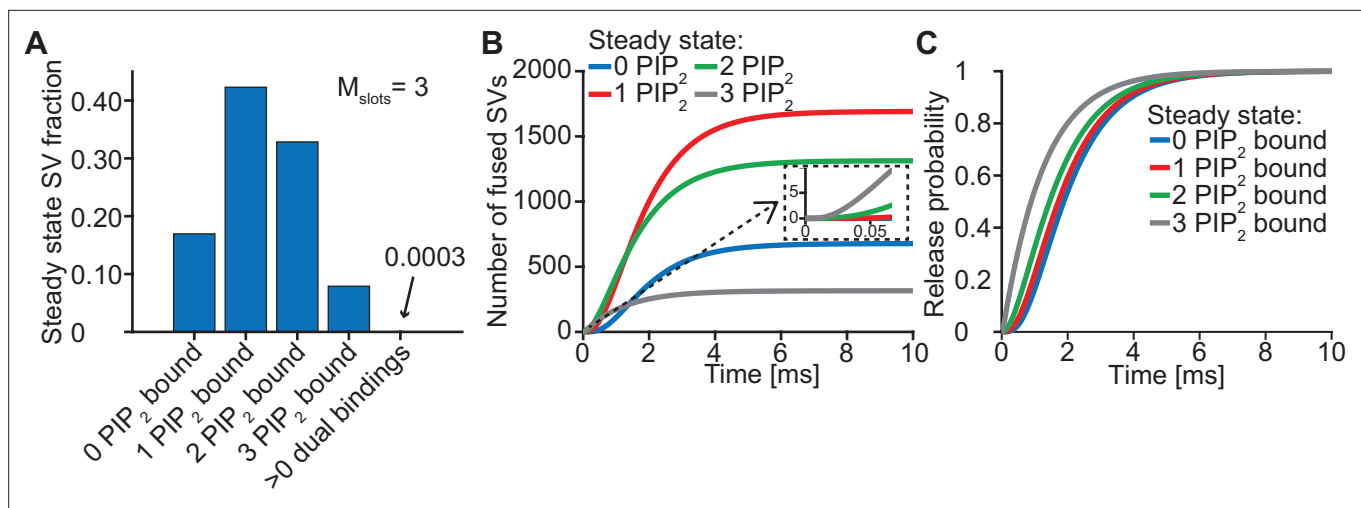 A
Steady state SV fraction
0.40
0.30
0.20
0.10
0
M_slots = 3
0.0003
0 PIP₂ bound
1 PIP₂ bound
2 PIP₂ bound
3 PIP₂ bound
>0 dual bindings
B
Steady state:
0 PIP₂ 2 PIP₂
1 PIP₂ 3 PIP₂
Number of fused SVs
2000
1500
1000
500
0
5
0
0 0.05
0 2 4 6 8 10
Time [ms]
C
Release probability
1
0.8
0.6
0.4
0.2
0
Steady state:
0 PIP₂ bound
1 PIP₂ bound
2 PIP₂ bound
3 PIP₂ bound
0 2 4 6 8 10
Time [ms]